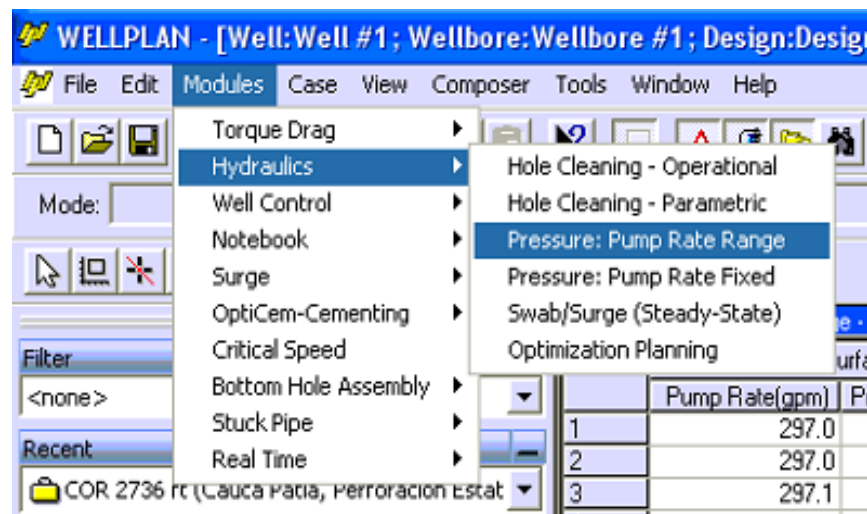 WELLPLAN - [Well:Well #1; Wellbore:Wellbore #1; Design:Desig
File Edit Modules Case View Composer Tools Window Help
Torque Drag
Hydraulics
Well Control
Notebook
Surge
OptiCem-Cementing
Critical Speed
Bottom Hole Assembly
Stuck Pipe
Real Time
Hole Cleaning - Operational
Hole Cleaning - Parametric
Pressure: Pump Rate Range
Pressure: Pump Rate Fixed
Swab/Surge (Steady-State)
Optimization Planning
Mode:
Filter
<none>
Recent
COR 2736 rt (Cauca Patia, Perforacion Estat
Pump Rate(gpm)
1 297.0
2 297.0
3 297.1